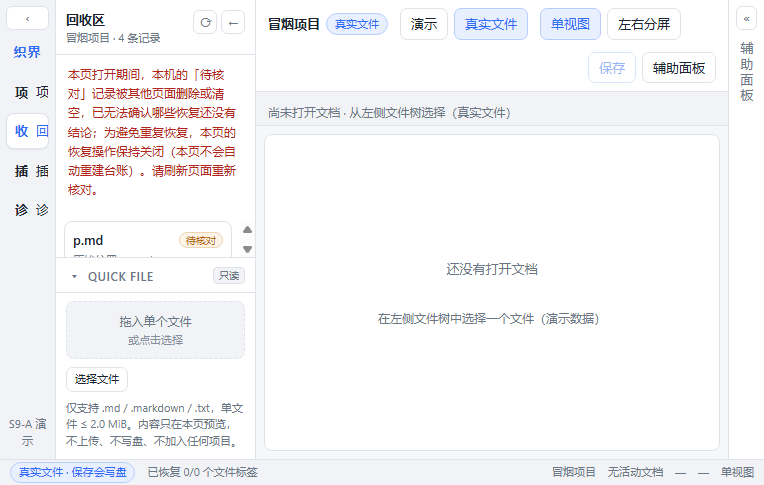 ‹
织界
项 项
收 回
插 插
诊 诊
S9-A 演
示
回收区
冒烟项目 · 4 条记录
←
本页打开期间，本机的「待核
对」记录被其他页面删除或清
空，已无法确认哪些恢复还没有
结论；为避免重复恢复，本页的
恢复操作保持关闭（本页不会自
动重建台账）。请刷新页面重新
核对。
p.md
待核对
QUICK FILE
只读
拖入单个文件
或点击选择
选择文件
仅支持 .md / .markdown / .txt，单文
件 ≤ 2.0 MiB。内容只在本页预览，
不上传、不写盘、不加入任何项目。
冒烟项目 真实文件 演示 真实文件 单视图 左右分屏
保存 辅助面板
尚未打开文档 · 从左侧文件树选择（真实文件）
还没有打开文档
在左侧文件树中选择一个文件（演示数据）
«
辅
助
面
板
真实文件 · 保存会写盘 已恢复 0/0 个文件标签 冒烟项目 无活动文档 — — 单视图